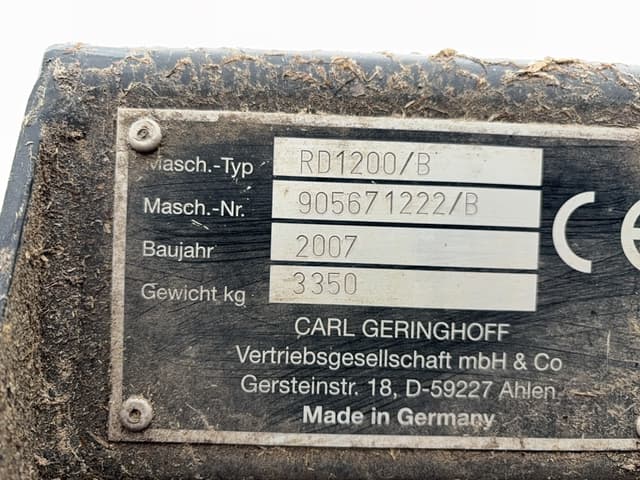 Masch.-Typ RD1200/B
Masch.-Nr. 905671222/B
Baujahr 2007
Gewicht kg 3350
CE
CARL GERINGHOFF
Vertriebsgesellschaft mbH & Co
Gersteinstr. 18, D-59227 Ahlen
Made in Germany